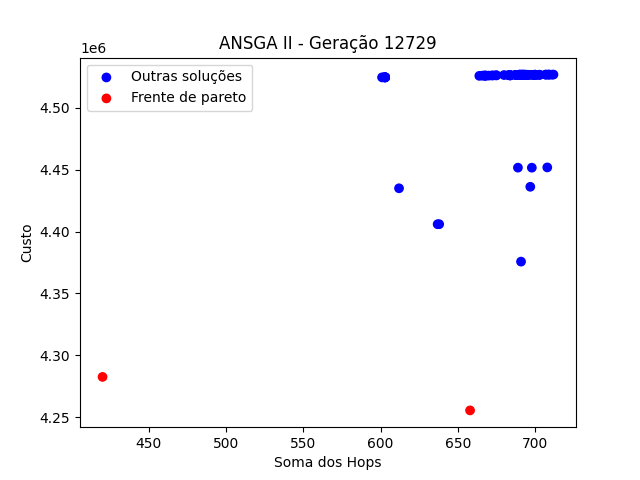 ANSGA II - Geração 12729
1e6
Outras soluções
Frente de pareto
4.50
4.45
4.40
4.35
4.30
4.25
Custo
450
500
550
600
650
700
Soma dos Hops